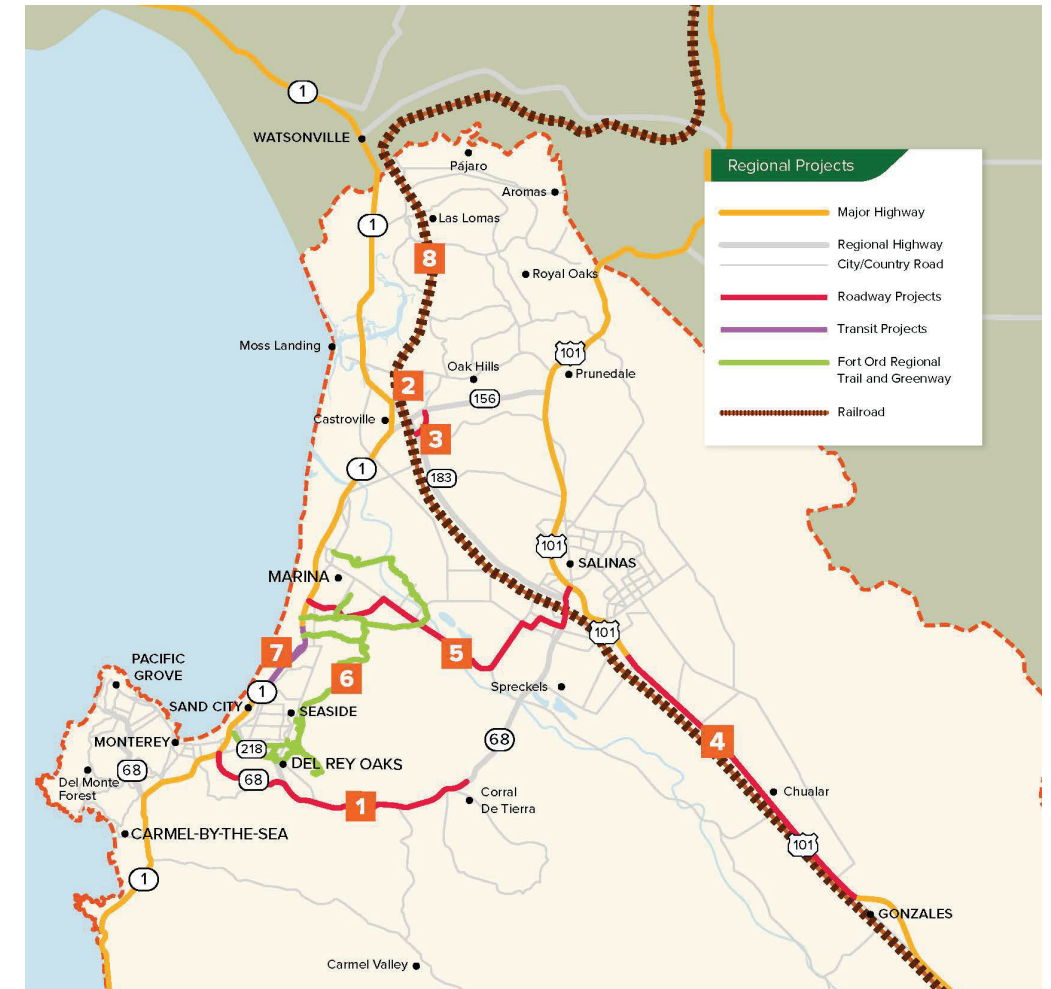 1
WATSONVILLE
Pájaro
Regional Projects
Aromas
Major Highway
1
Las Lomas
Regional Highway
8
City/Country Road
Royal Oaks
Roadway Projects
Transit Projects
Moss Landing
101
Fort Ord Regional
Trail and Greenway
Oak Hills
2
Prunedale
156
Railroad
Castroville
3
1
183
101
SALINAS
MARINA
101
7
5
PACIFIC
GROVE
6
Spreckels
1
SAND CITY
SEASIDE
MONTEREY
218
68
4
68
DEL REY OAKS
Del Monte
Forest
68
Corral
De Tierra
Chualar
1
CARMEL-BY-THE-SEA
101
1
GONZALES
Carmel Valley